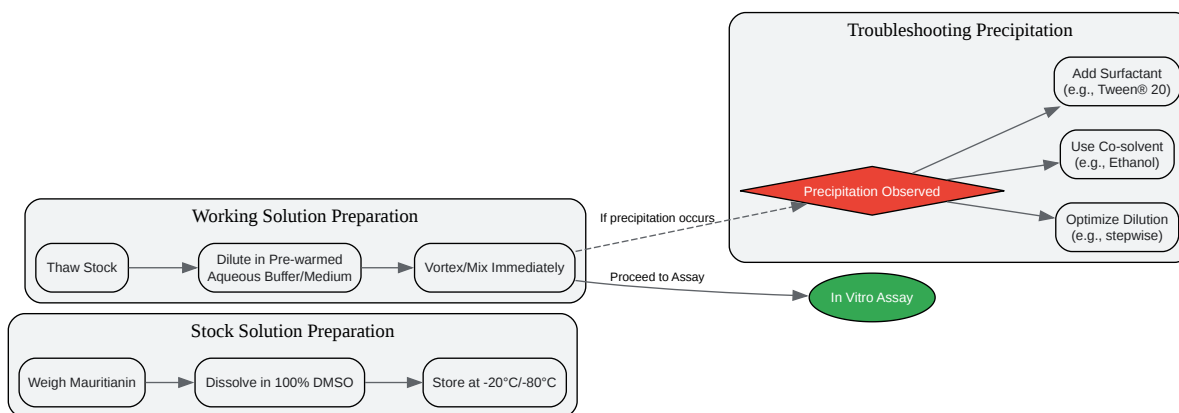 Troubleshooting Precipitation
Add Surfactant
(e.g., Tween® 20)
Use Co-solvent
(e.g., Ethanol)
Precipitation Observed
Optimize Dilution
(e.g., stepwise)
Working Solution Preparation
If precipitation occurs
Thaw Stock
Dilute in Pre-warmed
Aqueous Buffer/Medium
Vortex/Mix Immediately
Proceed to Assay
In Vitro Assay
Stock Solution Preparation
Weigh Mauritianin
Dissolve in 100% DMSO
Store at -20°C/-80°C